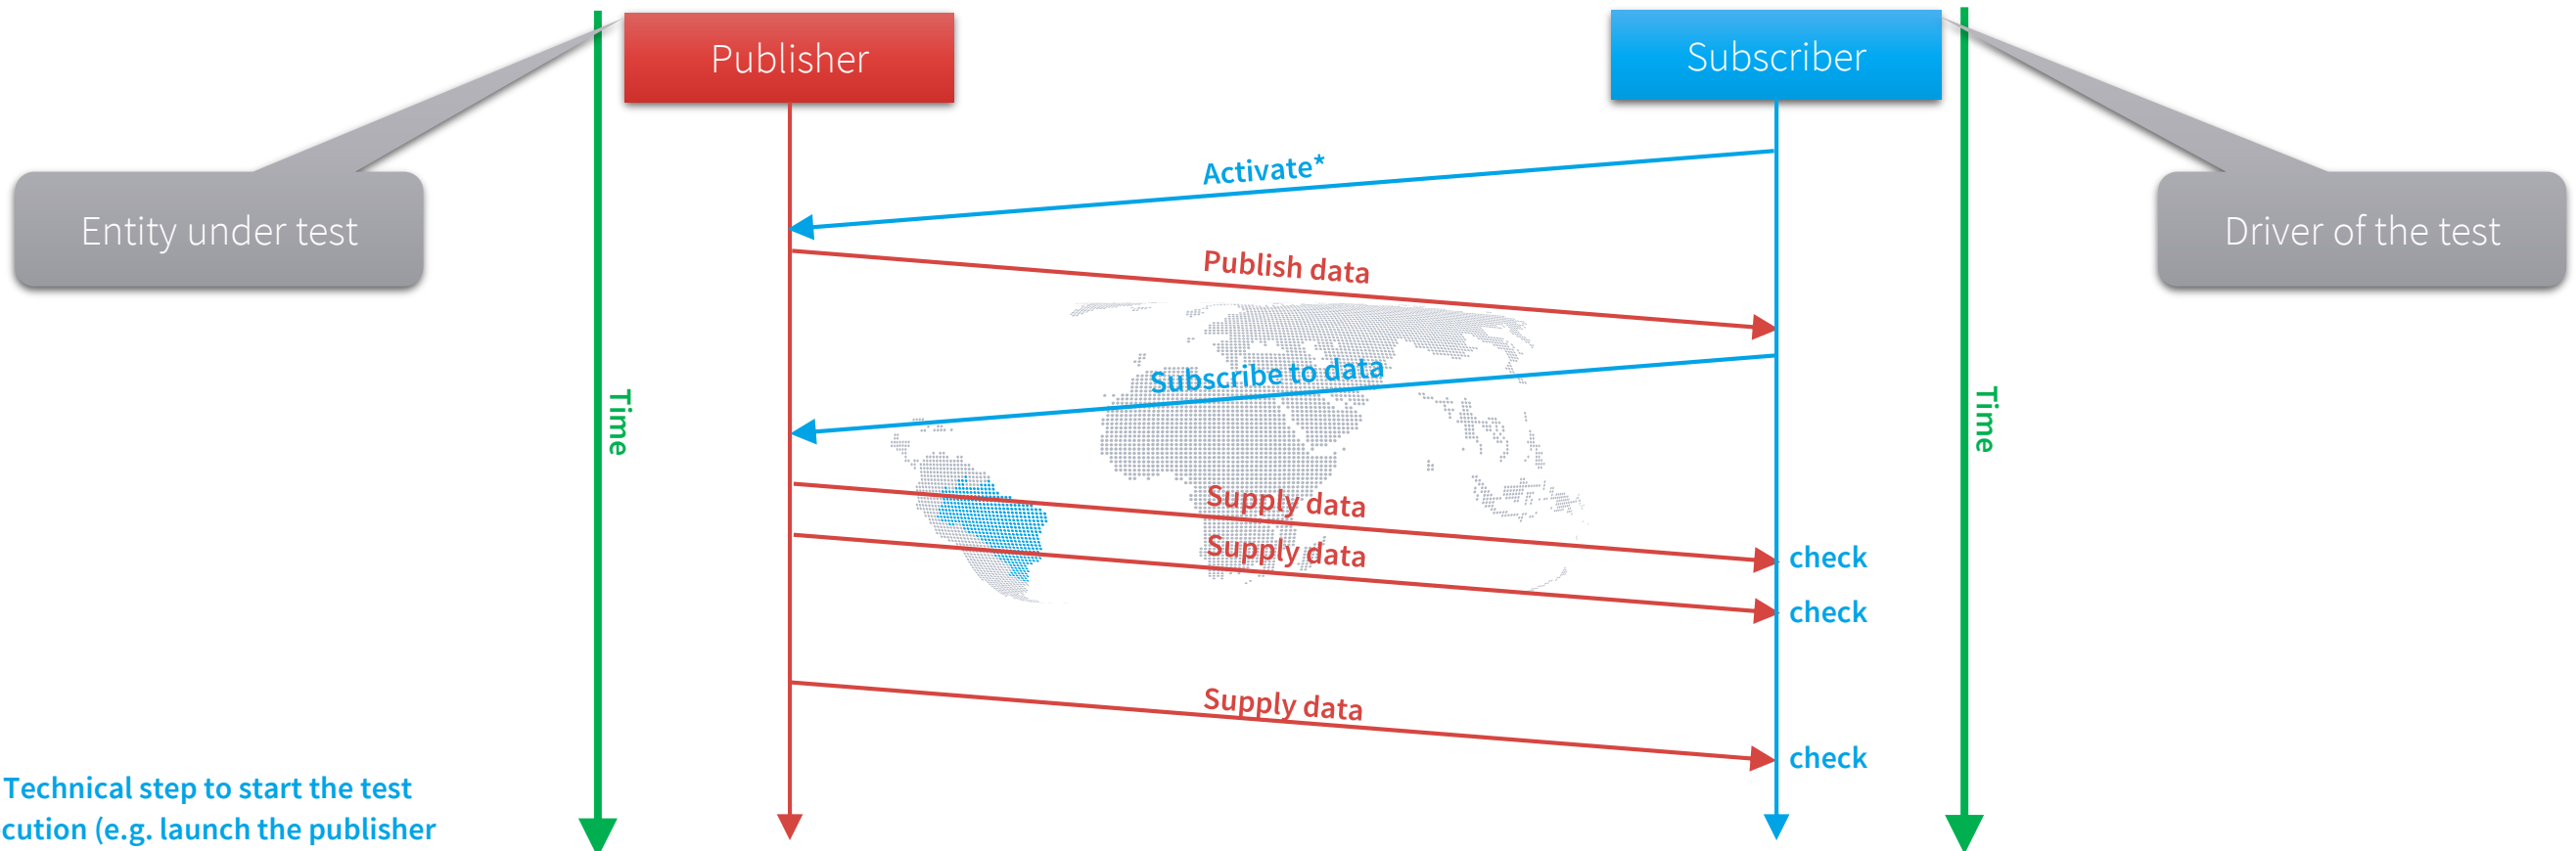 Publisher
Subscriber
Activate*
Entity under test
Driver of the test
Publish data
Subscribe to data
Time
Time
Supply data
Supply data
check
check
Supply data
check
Technical step to start the test
cution (e.g. launch the publisher